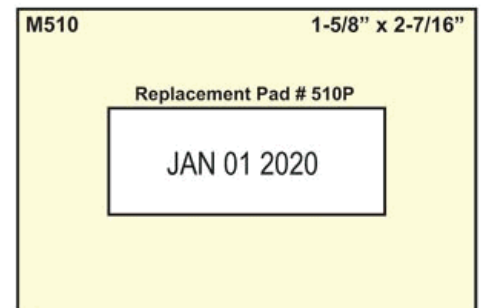 M510 1-5/8” x 2-7/16”
Replacement Pad # 510P
JAN 01 2020